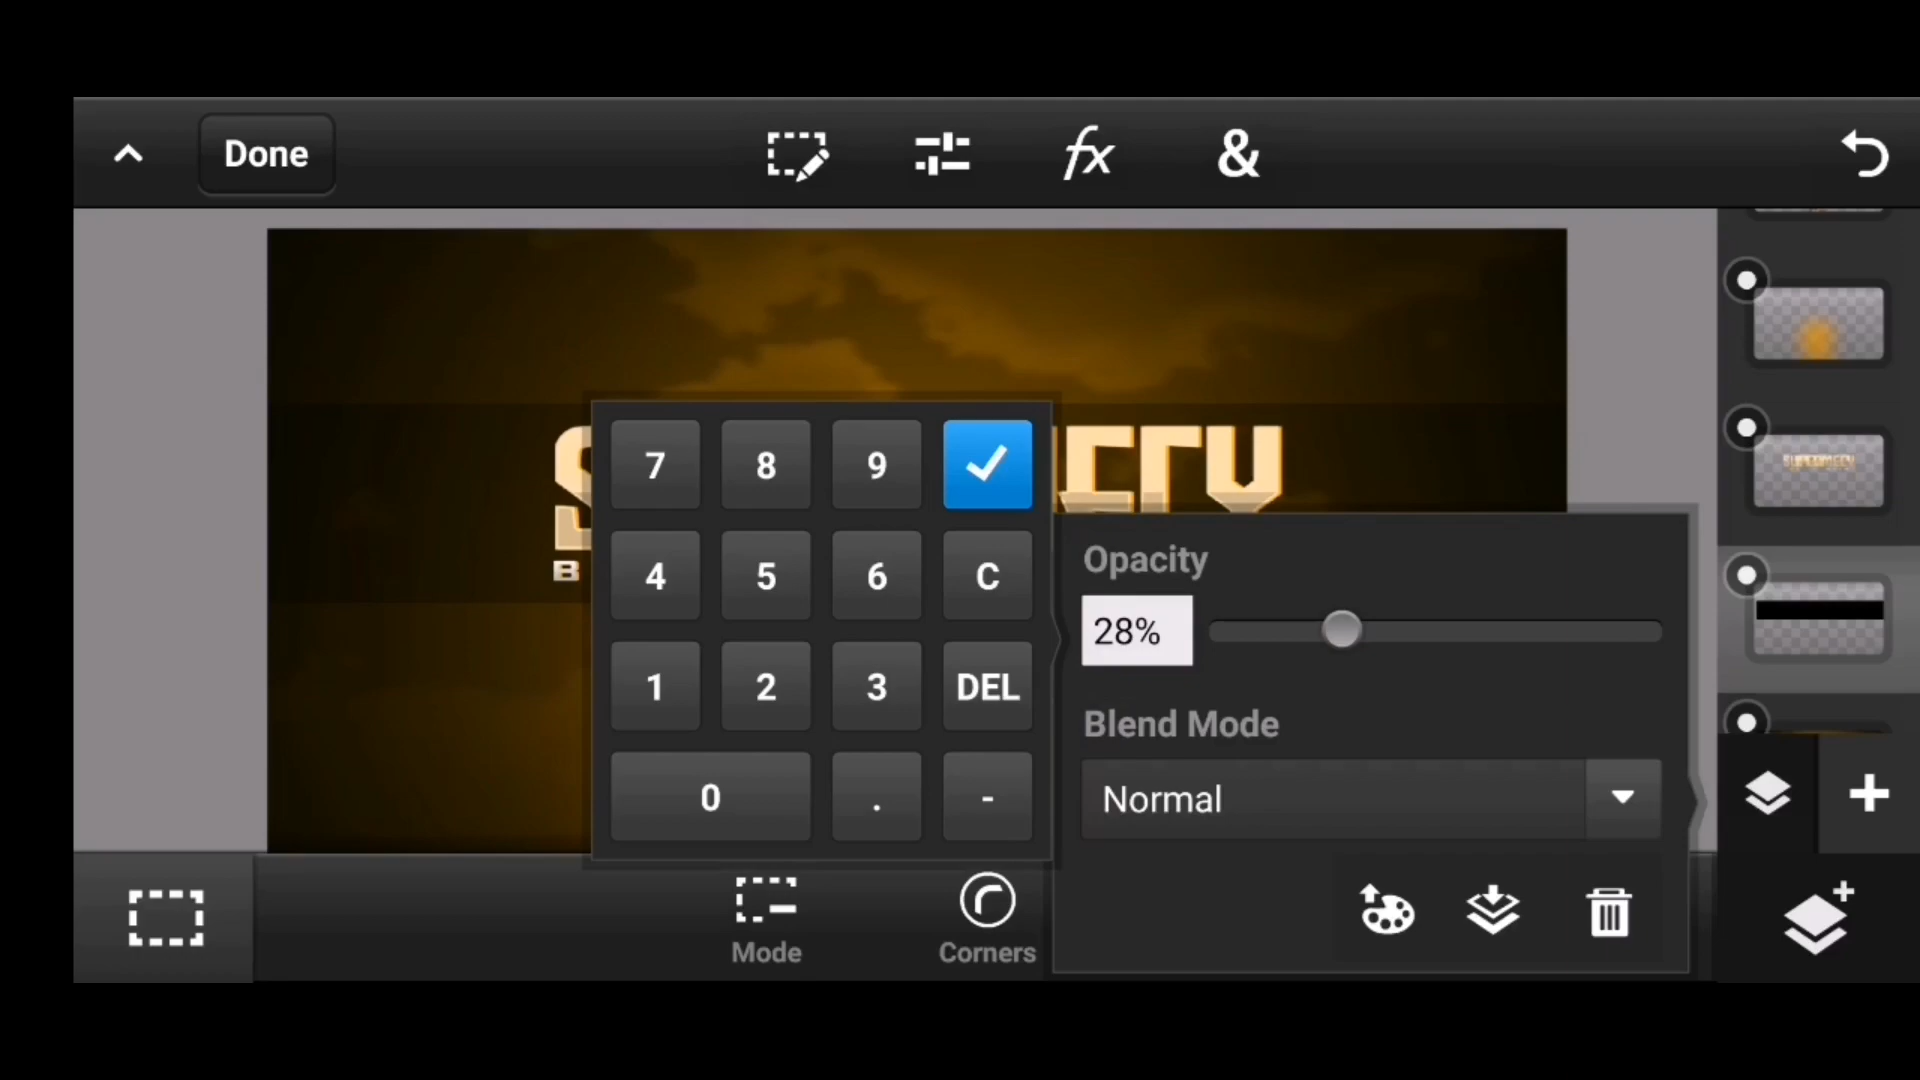 Done
fx
&
7 8 9
4 5 6 C
1 2 3 DEL
0 . -
Opacity
28%
Blend Mode
Normal
Mode
Corners